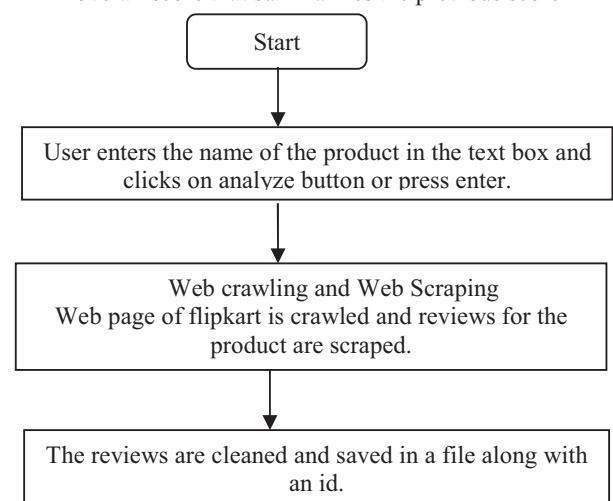 Start
User enters the name of the product in the text box and
clicks on analyze button or press enter.
Web crawling and Web Scraping
Web page of flipkart is crawled and reviews for the
product are scraped.
The reviews are cleaned and saved in a file along with
an id.